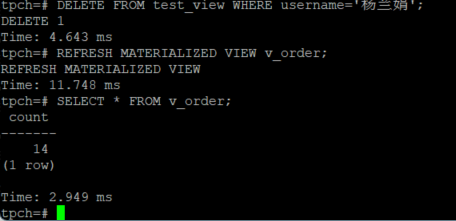 tpch=# DELETE FROM test_view WHERE username='杨兰娟';
DELETE 1
Time: 4.643 ms
tpch=# REFRESH MATERIALIZED VIEW v_order;
REFRESH MATERIALIZED VIEW
Time: 11.748 ms
tpch=# SELECT * FROM v_order;
 count
-------
    14
(1 row)

Time: 2.949 ms
tpch=#